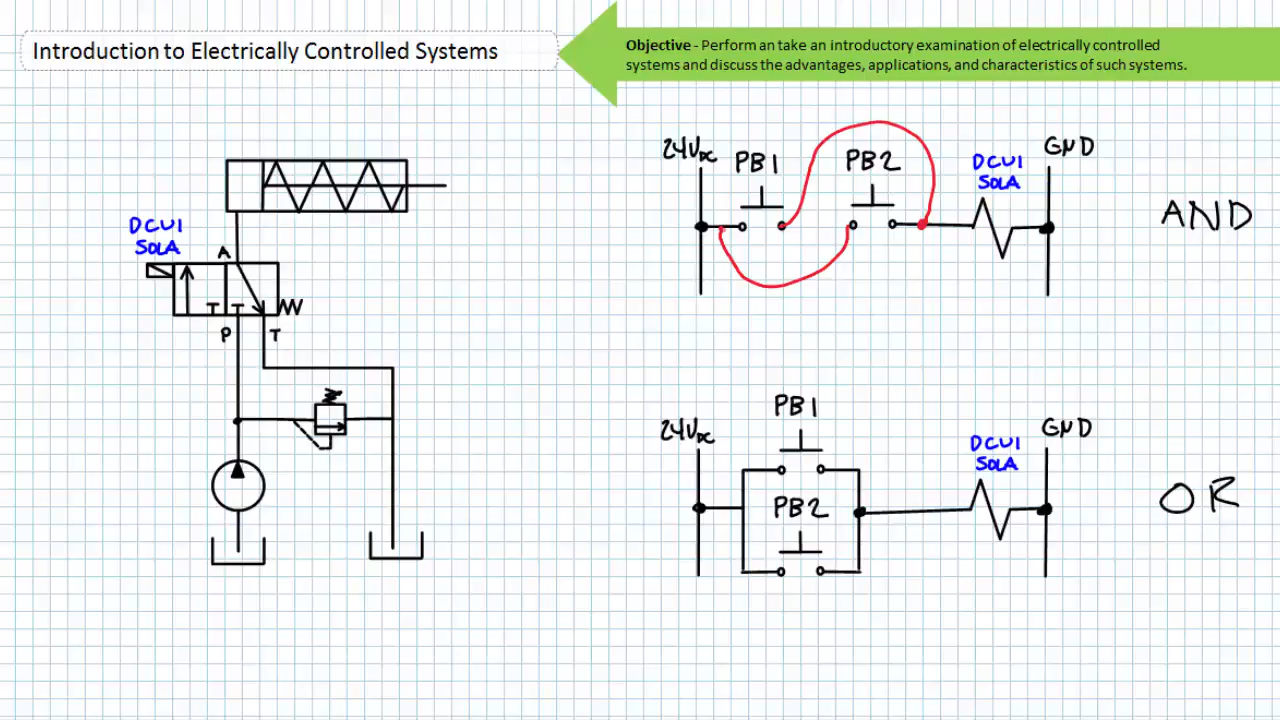 Introduction to Electrically Controlled Systems
Objective - Perform an take an introductory examination of electrically controlled
systems and discuss the advantages, applications, and characteristics of such systems.
24VDC
PB1
PB2
DCV1
SOLA
GND
AND
DCV1
SOLA
A
T
T
P
T
24VDC
PB1
PB2
DCV1
SOLA
GND
OR